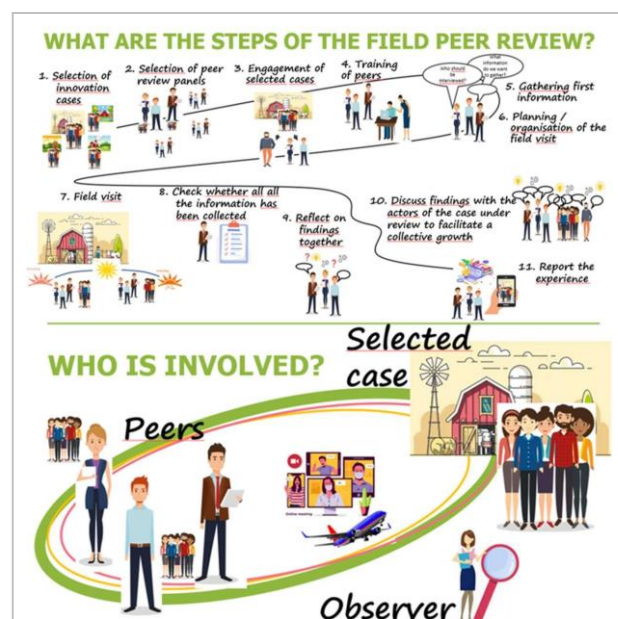 WHAT ARE THE STEPS OF THE FIELD PEER REVIEW?
1. Selection of
innovation
cases
2. Selection of peer
review panels
3. Engagement of
selected cases
4. Training
of peers
who should
be
interviewed?
What
information
do we want
to gather?
5. Gathering first
information
6. Planning /
organisation of the
field visit
7. Field visit
8. Check whether all all
the information has
been collected
9. Reflect on
findings
together
10. Discuss findings with the
actors of the case under
review to facilitate a
collective growth
11. Report the
experience
WHO IS INVOLVED?
Selected
case
Peers
Online meeting
Observer